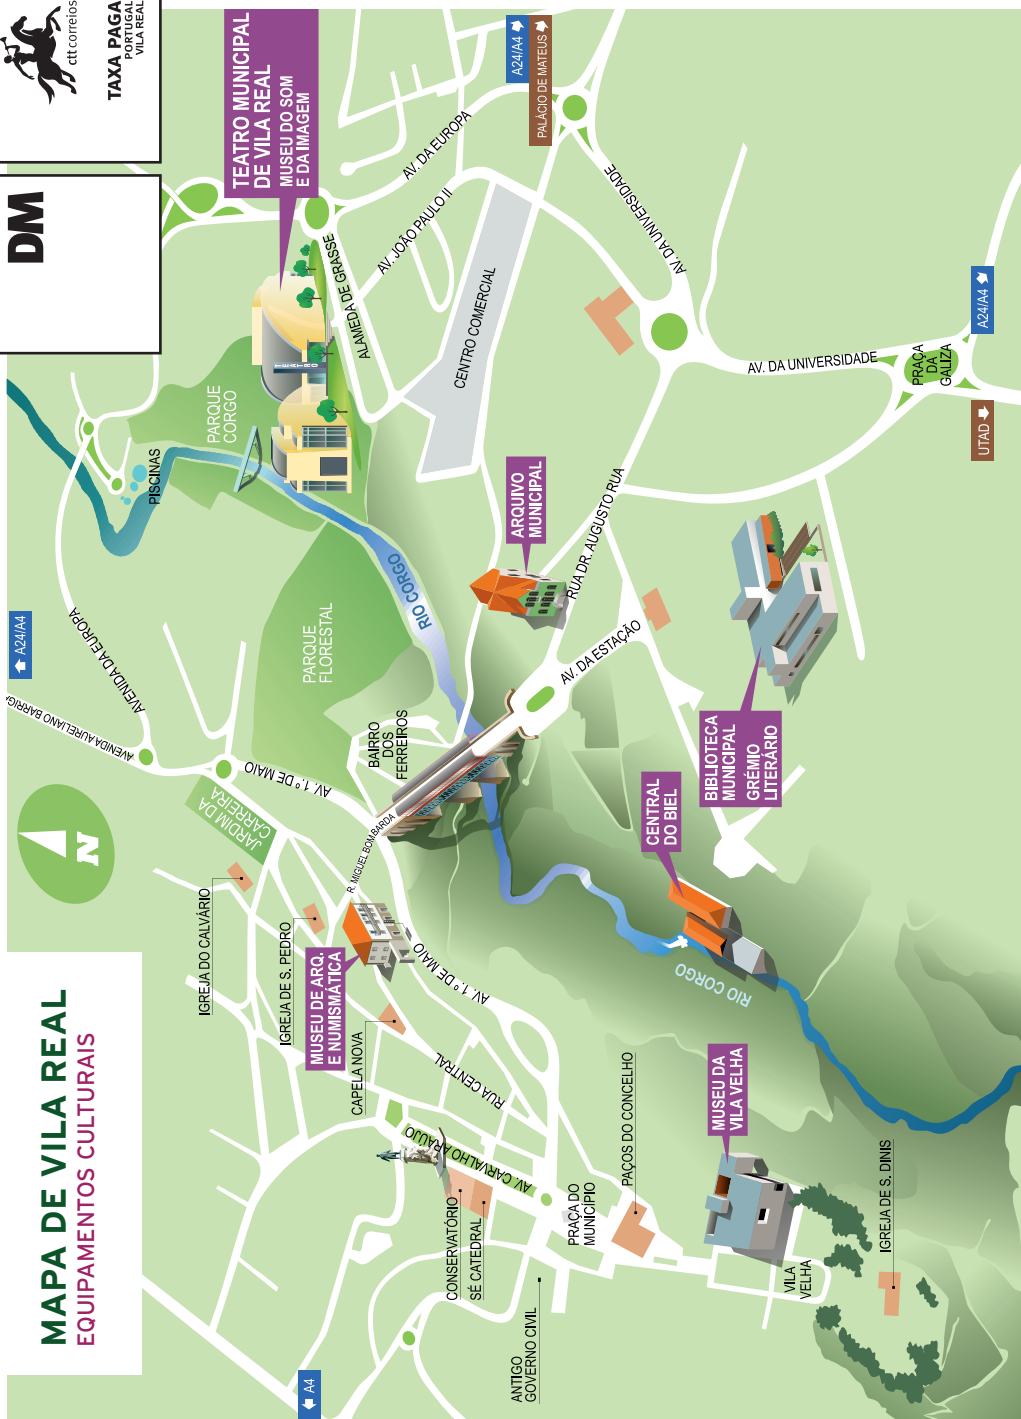 MAPA DE VILA REAL
EQUIPAMENTOS CULTURAIS
N
DM
ctt correios
TAXA PAGA
PORTUGAL
VILA REAL
A4
A24/A4
AVENIDA AURELIANO BARRIGA
AVENIDA DA EUROPA
PISCINAS
PARQUE
CORGO
PARQUE
FLORESTAL
RIO CORGO
TEATRO MUNICIPAL
DE VILA REAL
MUSEU DO SOM
E DA IMAGEM
TEATRO
ALAMEDA DE GRASSE
AV. JOÃO PAULO II
AV. DA EUROPA
A24/A4
PALÁCIO DE MATEUS
AV. DA UNIVERSIDADE
CENTRO COMERCIAL
AV. DA UNIVERSIDADE
PRAÇA
DA
GALIZA
A24/A4
UTAD
ARQUIVO
MUNICIPAL
RUA DR. AUGUSTO RUA
AV. DA ESTAÇÃO
BAIRRO
DOS
FERREIROS
AV. 1.º DE MAIO
JARDIM DA
CARREIRA
R. MIGUEL BOMBARDA
IGREJA DO CALVÁRIO
IGREJA DE S. PEDRO
MUSEU DE ARQ.
E NUMISMÁTICA
CAPELA NOVA
AV. 1.º DE MAIO
RUA CENTRAL
AV. CARVALHO ARAÚJO
CONSERVATÓRIO
SÉ CATEDRAL
ANTIGO
GOVERNO CIVIL
PRAÇA DO
MUNICÍPIO
PAÇOS DO CONCELHO
BIBLIOTECA
MUNICIPAL
GRÉMIO
LITERÁRIO
CENTRAL
DO BIEL
RIO CORGO
MUSEU DA
VILA VELHA
VILA
VELHA
IGREJA DE S. DINIS